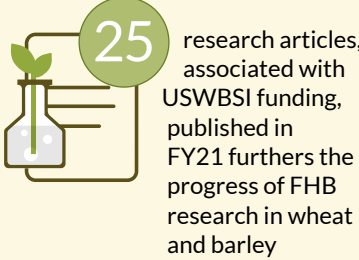 25
research articles,
associated with
USWBSI funding,
published in
FY21 furthers the
progress of FHB
research in wheat
and barley